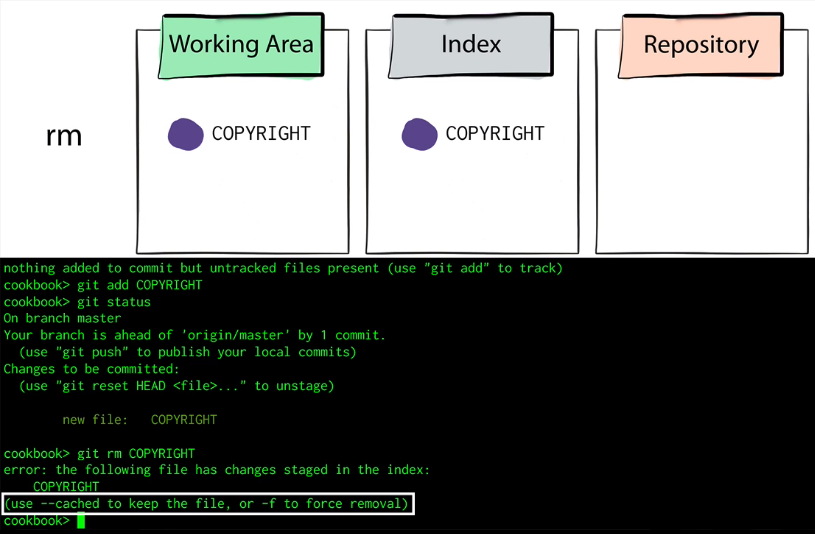 Working Area
Index
Repository
rm
COPYRIGHT
COPYRIGHT
nothing added to commit but untracked files present (use "git add" to track)
cookbook> git add COPYRIGHT
cookbook> git status
On branch master
Your branch is ahead of 'origin/master' by 1 commit.
  (use "git push" to publish your local commits)
Changes to be committed:
  (use "git reset HEAD <file>..." to unstage)
        new file:   COPYRIGHT
cookbook> git rm COPYRIGHT
error: the following file has changes staged in the index:
    COPYRIGHT
(use --cached to keep the file, or -f to force removal)
cookbook>